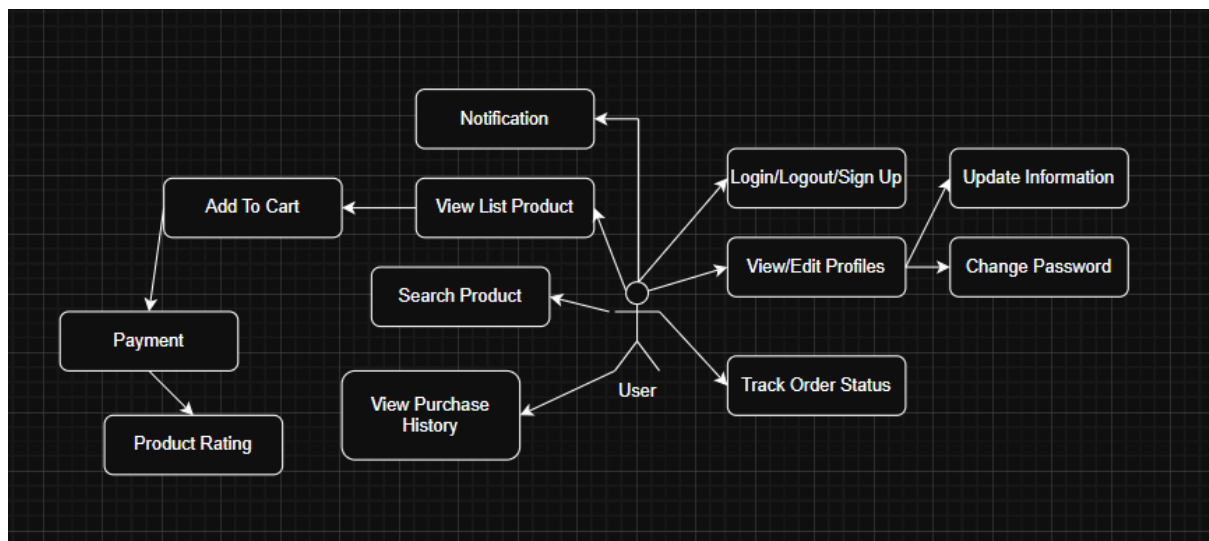 Notification
Login/Logout/Sign Up
Update Information
Add To Cart
View List Product
View/Edit Profiles
Change Password
Search Product
Payment
User
Track Order Status
View Purchase
History
Product Rating